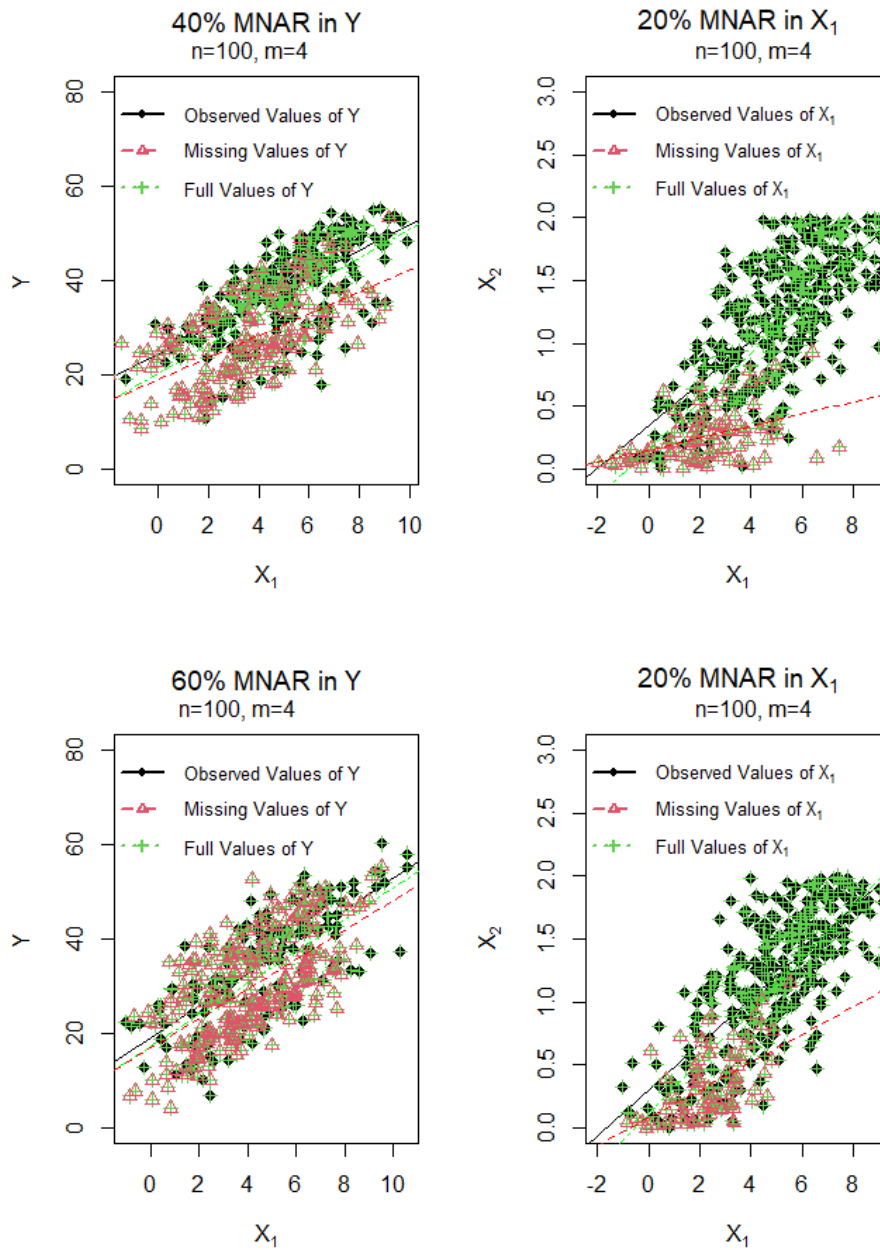 40% MNAR in Y
n=100, m=4
80
60
40
20
0
Y
Observed Values of Y
Missing Values of Y
Full Values of Y
0 2 4 6 8 10
X₁
20% MNAR in X₁
n=100, m=4
3.0
2.5
2.0
1.5
1.0
0.5
0.0
X₂
Observed Values of X₁
Missing Values of X₁
Full Values of X₁
-2 0 2 4 6 8
X₁
60% MNAR in Y
n=100, m=4
80
60
40
20
0
Y
Observed Values of Y
Missing Values of Y
Full Values of Y
0 2 4 6 8 10
X₁
20% MNAR in X₁
n=100, m=4
3.0
2.5
2.0
1.5
1.0
0.5
0.0
X₂
Observed Values of X₁
Missing Values of X₁
Full Values of X₁
-2 0 2 4 6 8
X₁